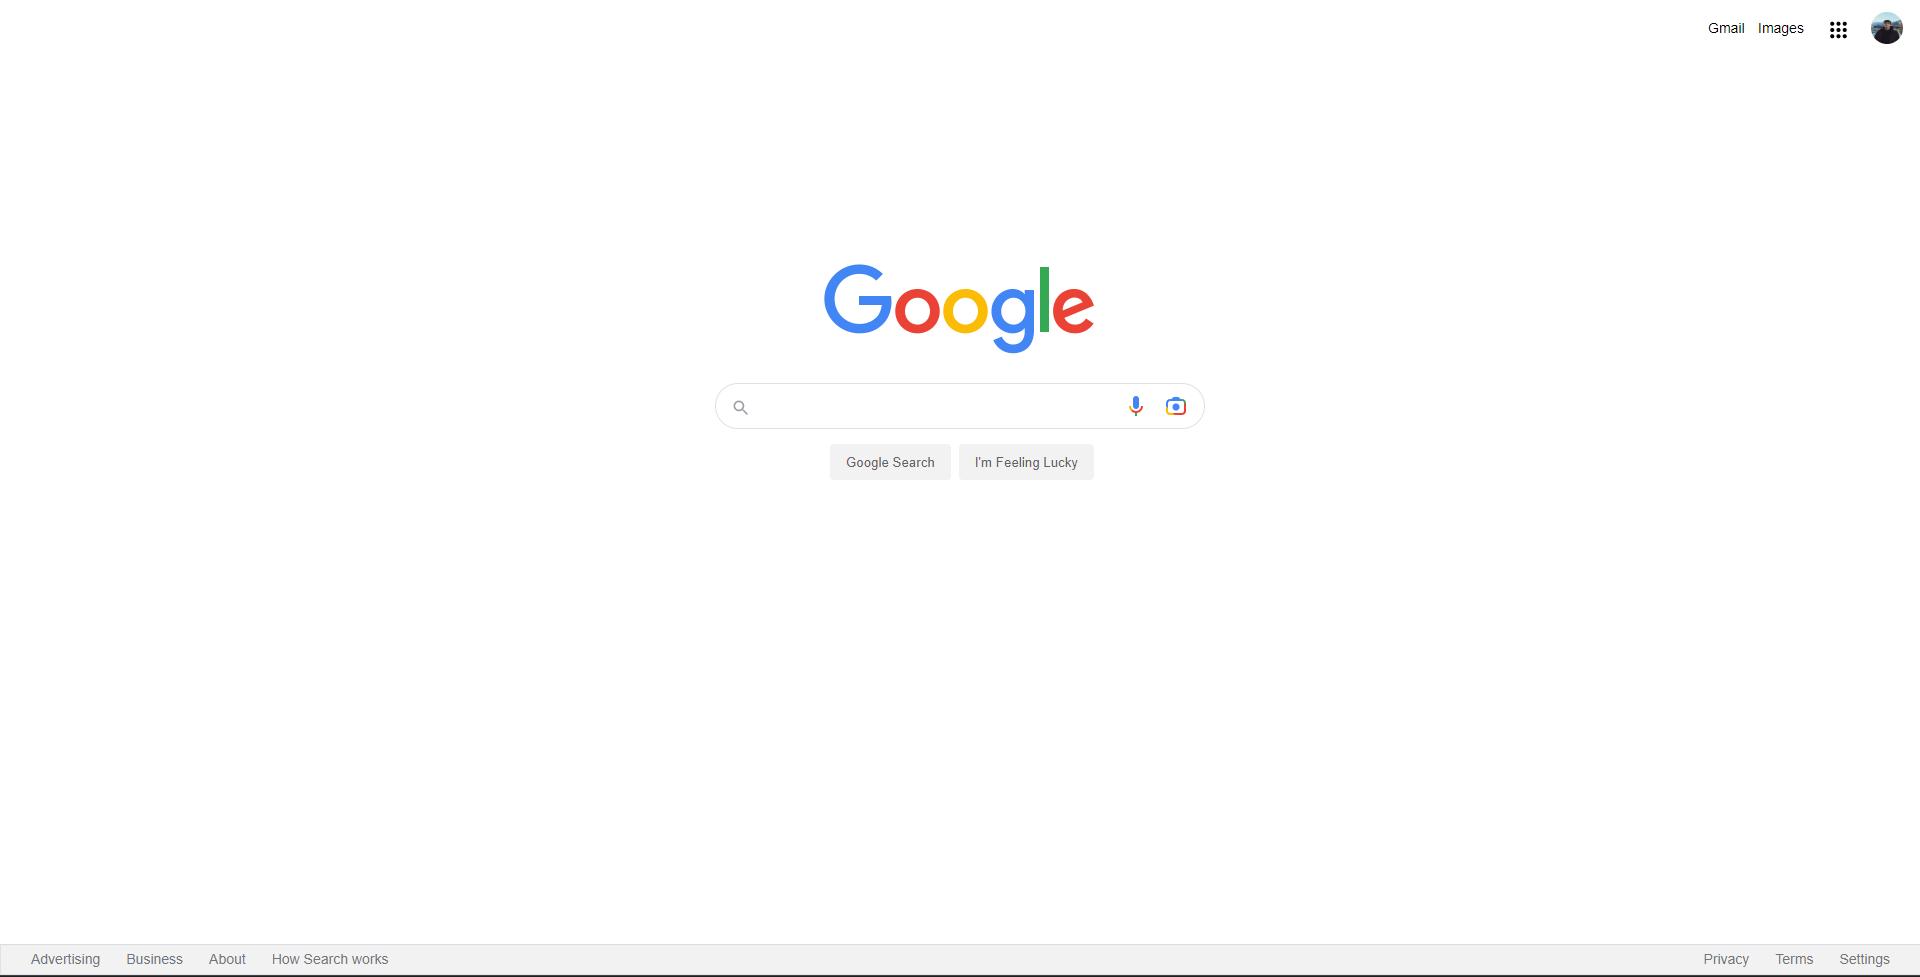 Gmail Images
Google
Google Search I'm Feeling Lucky
Advertising Business About How Search works Privacy Terms Settings